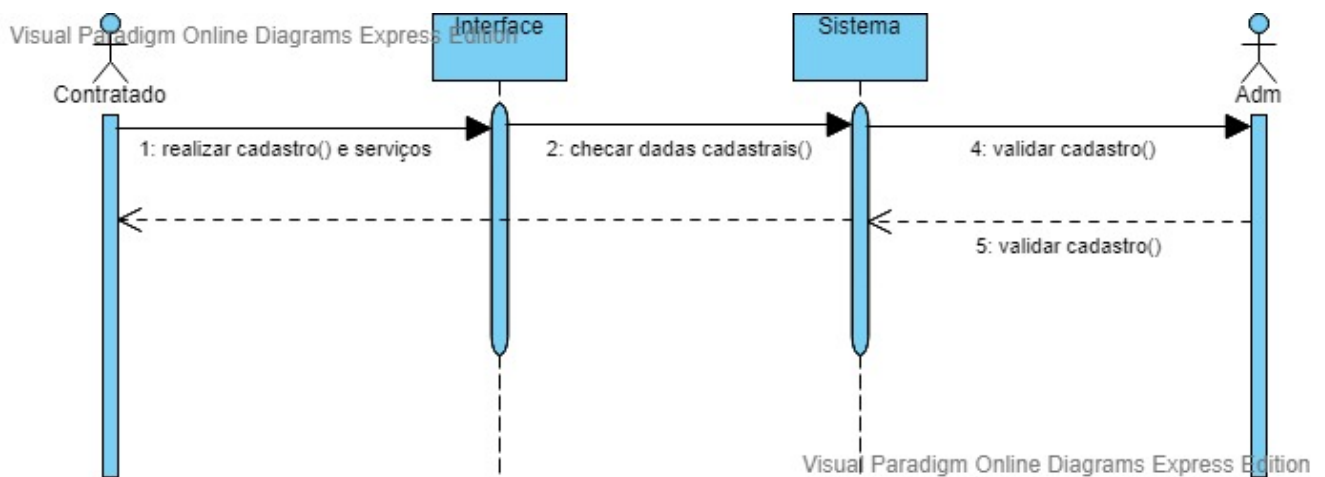 Visual Paradigm Online Diagrams Express Edition
Interface
Sistema
Contratado
Adm
1: realizar cadastro() e serviços
2: checar dadas cadastrais()
4: validar cadastro()
5: validar cadastro()
Visual Paradigm Online Diagrams Express Edition